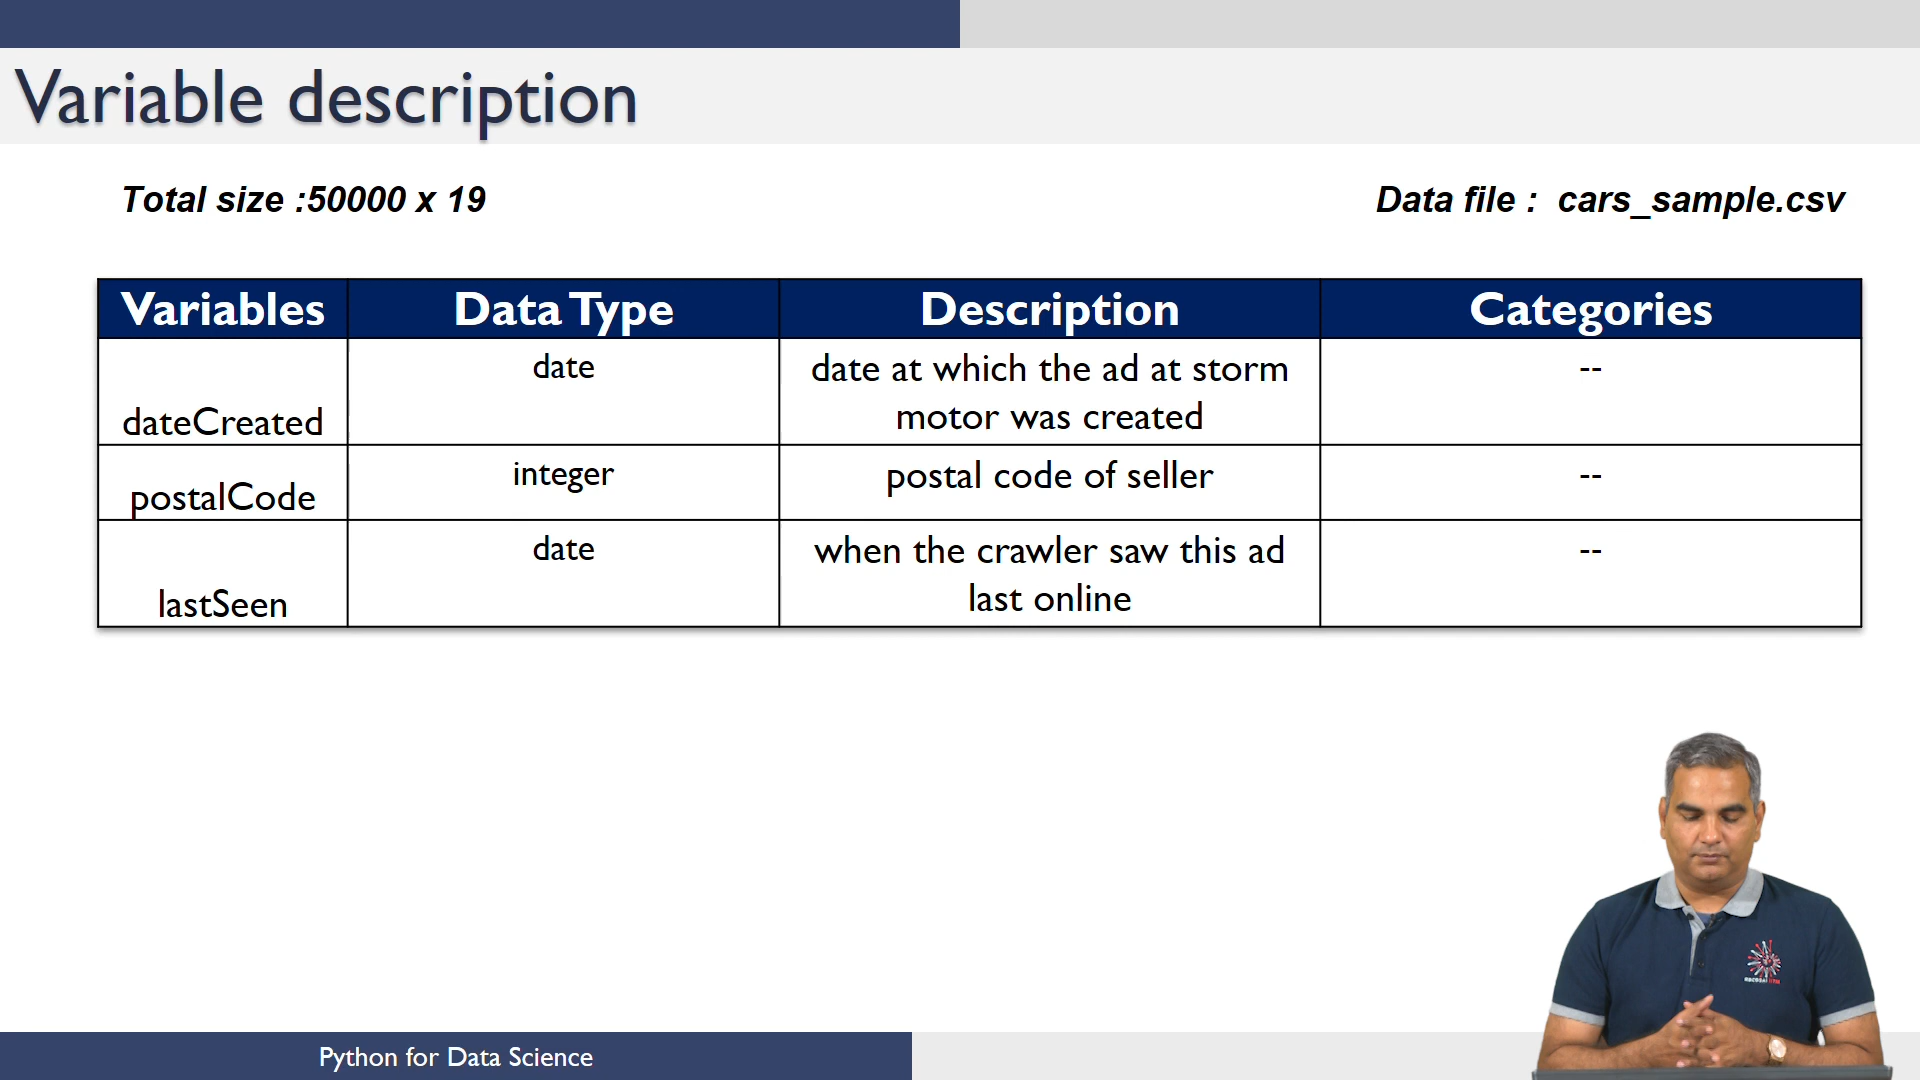 Variable description
Total size :50000 x 19
Data file : cars_sample.csv
Variables Data Type Description Categories
dateCreated date date at which the ad at storm motor was created --
postalCode integer postal code of seller --
lastSeen date when the crawler saw this ad last online --
Python for Data Science